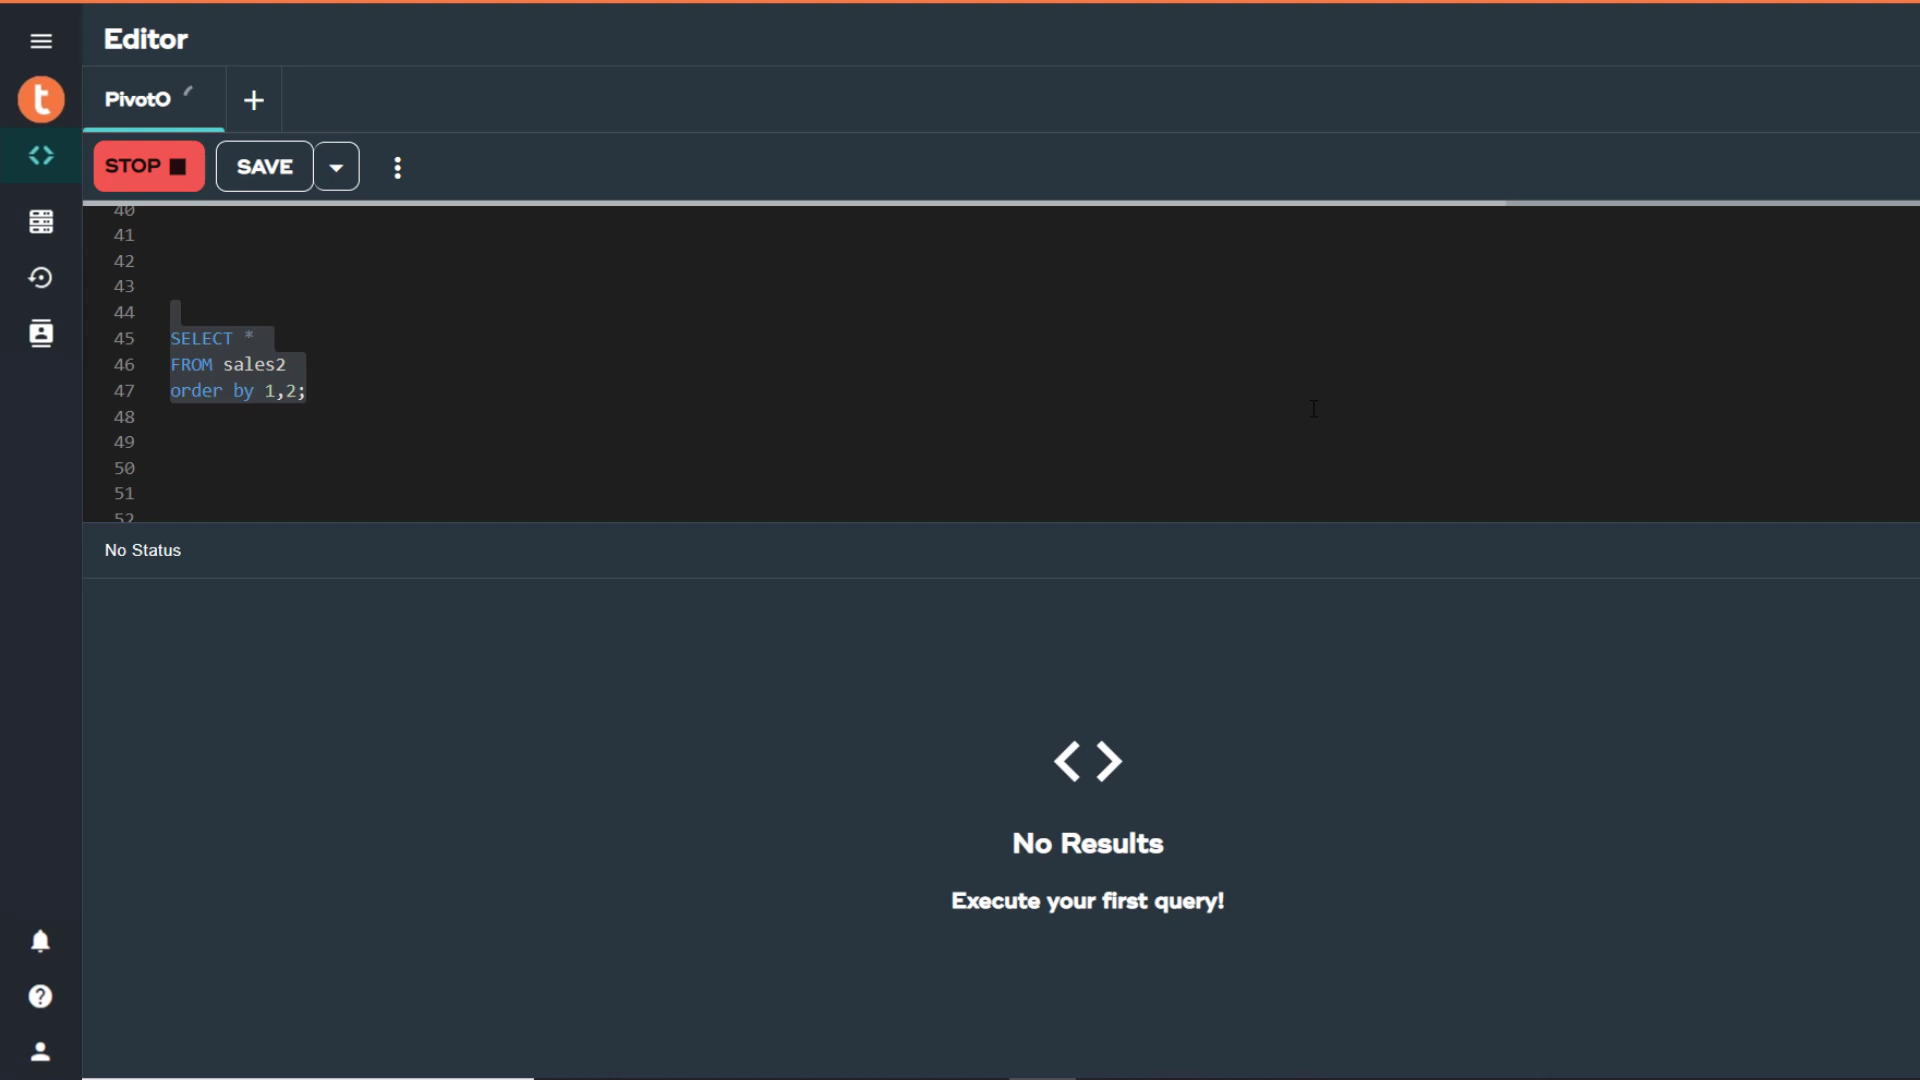 Editor
t
PivotO
+
STOP
SAVE
40
41
42
43
44
45 SELECT *
46 FROM sales2
47 order by 1,2;
48
49
50
51
52
No Status
No Results
Execute your first query!